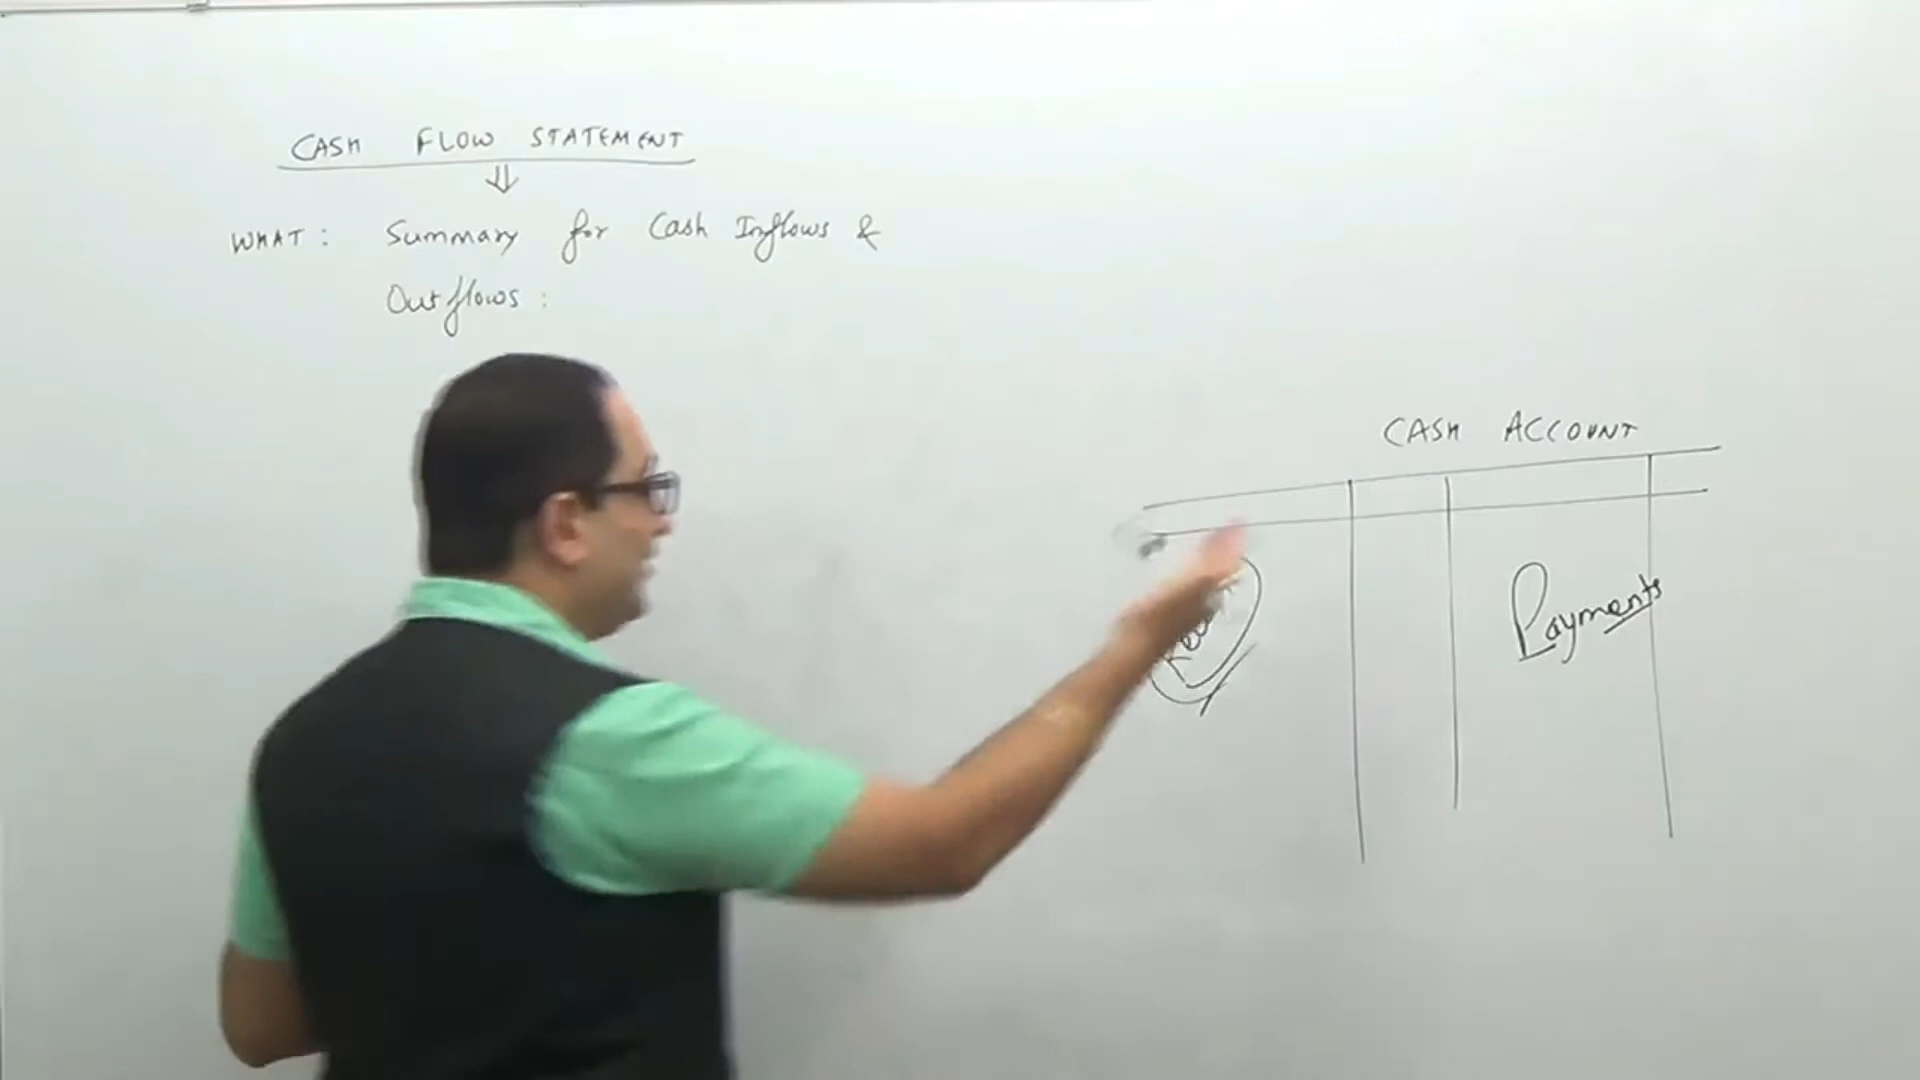 CASH FLOW STATEMENT
WHAT: Summary for Cash Inflows &
Outflows:
CASH ACCOUNT
Payments